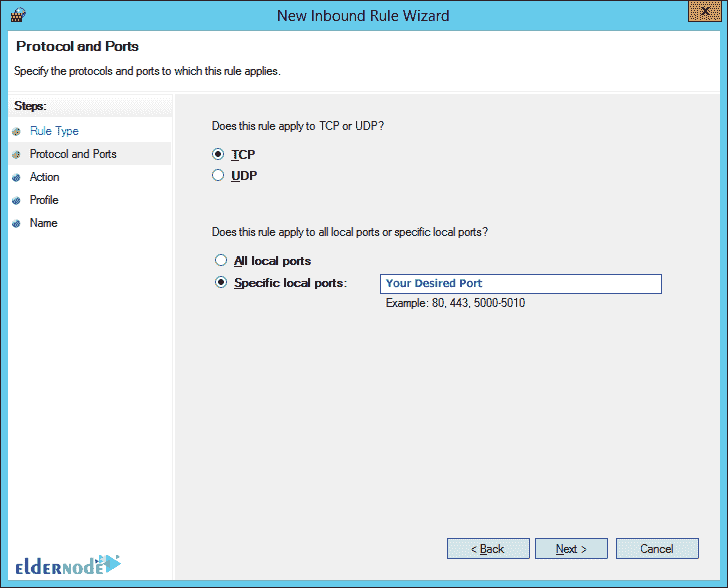 New Inbound Rule Wizard
x
Protocol and Ports
Specify the protocols and ports to which this rule applies.
Steps:
Rule Type
Protocol and Ports
Action
Profile
Name
Does this rule apply to TCP or UDP?
TCP
UDP
Does this rule apply to all local ports or specific local ports?
All local ports
Specific local ports: Your Desired Port
Example: 80, 443, 5000-5010
< Back Next > Cancel
elderNode